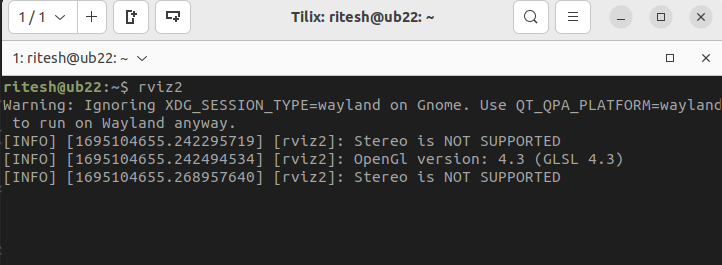 1 / 1
Tilix: ritesh@ub22: ~
1: ritesh@ub22: ~
ritesh@ub22:~$ rviz2
Warning: Ignoring XDG_SESSION_TYPE=wayland on Gnome. Use QT_QPA_PLATFORM=wayland
to run on Wayland anyway.
[INFO] [1695104655.242295719] [rviz2]: Stereo is NOT SUPPORTED
[INFO] [1695104655.242494534] [rviz2]: OpenGl version: 4.3 (GLSL 4.3)
[INFO] [1695104655.268957640] [rviz2]: Stereo is NOT SUPPORTED